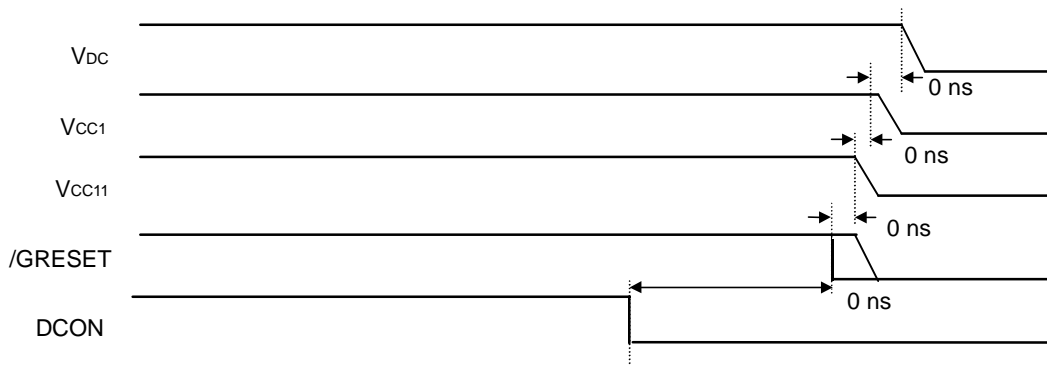 VDC
0 ns
VCC1
0 ns
VCC11
0 ns
/GRESET
0 ns
DCON